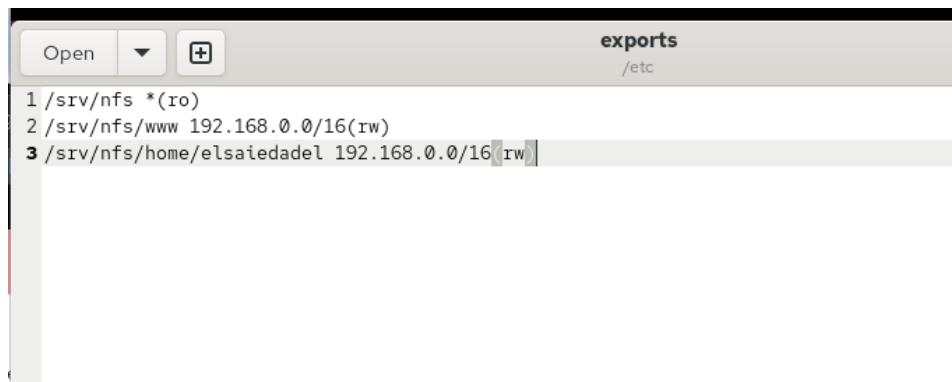 Open
exports
/etc
1 /srv/nfs *(ro)
2 /srv/nfs/www 192.168.0.0/16(rw)
3 /srv/nfs/home/elsaiedadel 192.168.0.0/16(rw)